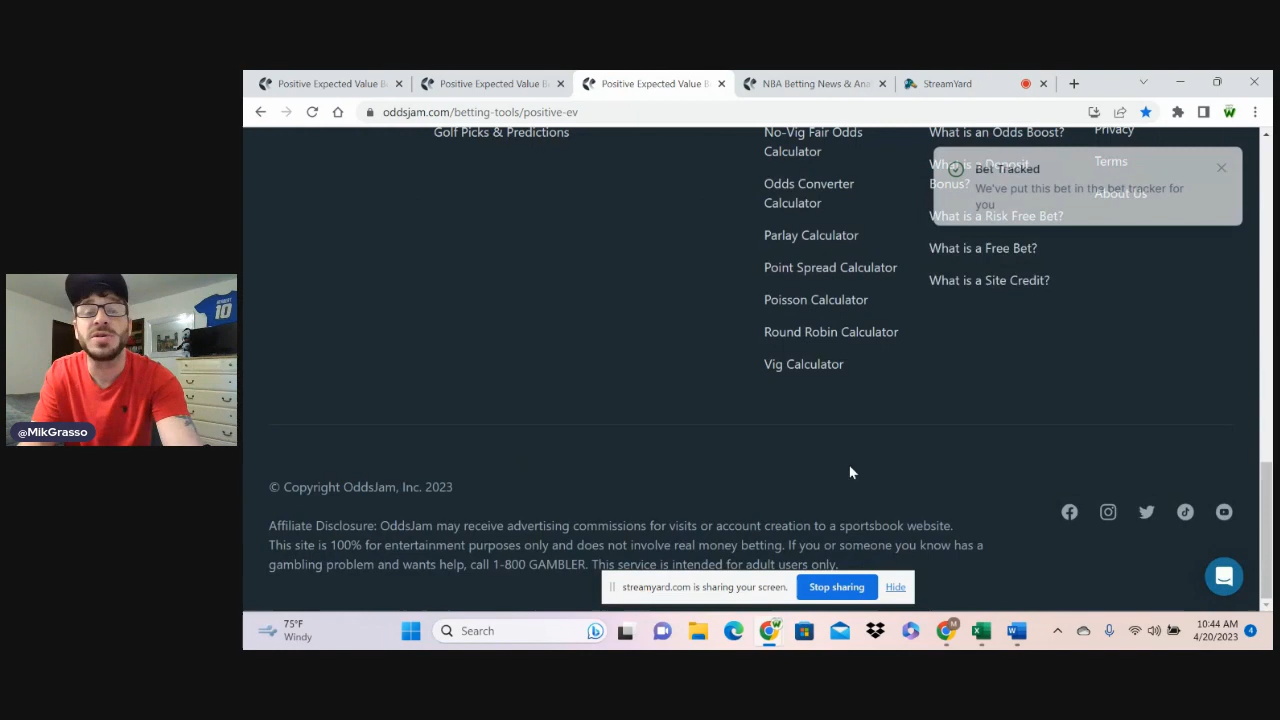 Positive Expected Value B
Positive Expected Value B
Positive Expected Value B
NBA Betting News & Ana
StreamYard
oddsjam.com/betting-tools/positive-ev
Golf Picks & Predictions
No-Vig Fair Odds
Calculator
Odds Converter
Calculator
Parlay Calculator
Point Spread Calculator
Poisson Calculator
Round Robin Calculator
Vig Calculator
What is an Odds Boost?
What is a Deposit
Bonus?
What is a Risk Free Bet?
What is a Free Bet?
What is a Site Credit?
Privacy
Terms
About Us
Bet Tracked
We've put this bet in the bet tracker for
you
10
@MikGrasso
© Copyright OddsJam, Inc. 2023
Affiliate Disclosure: OddsJam may receive advertising commissions for visits or account creation to a sportsbook website.
This site is 100% for entertainment purposes only and does not involve real money betting. If you or someone you know has a
gambling problem and wants help, call 1-800 GAMBLER. This service is intended for adult users only.
streamyard.com is sharing your screen.
Stop sharing
Hide
75°F
Windy
Search
10:44 AM
4/20/2023
4